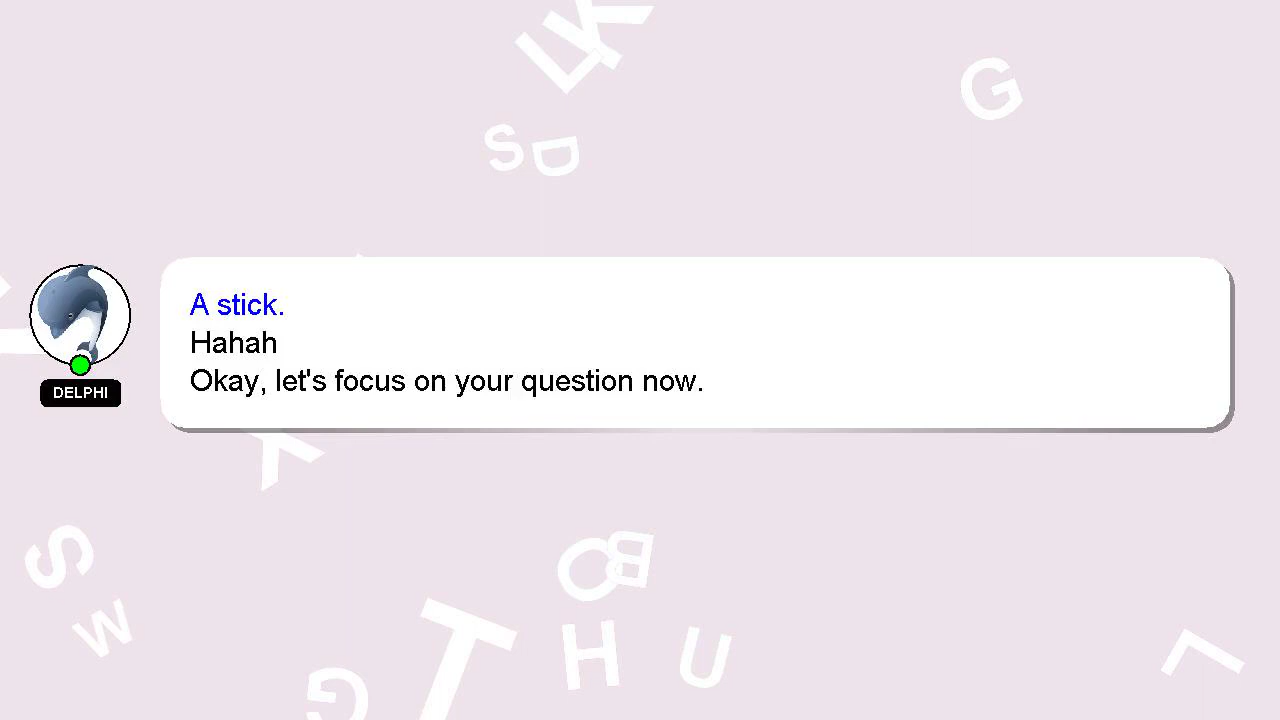 L K
G
S D
A stick.
Hahah
Okay, let's focus on your question now.
DELPHI
S
C B
W
T H U
L
G